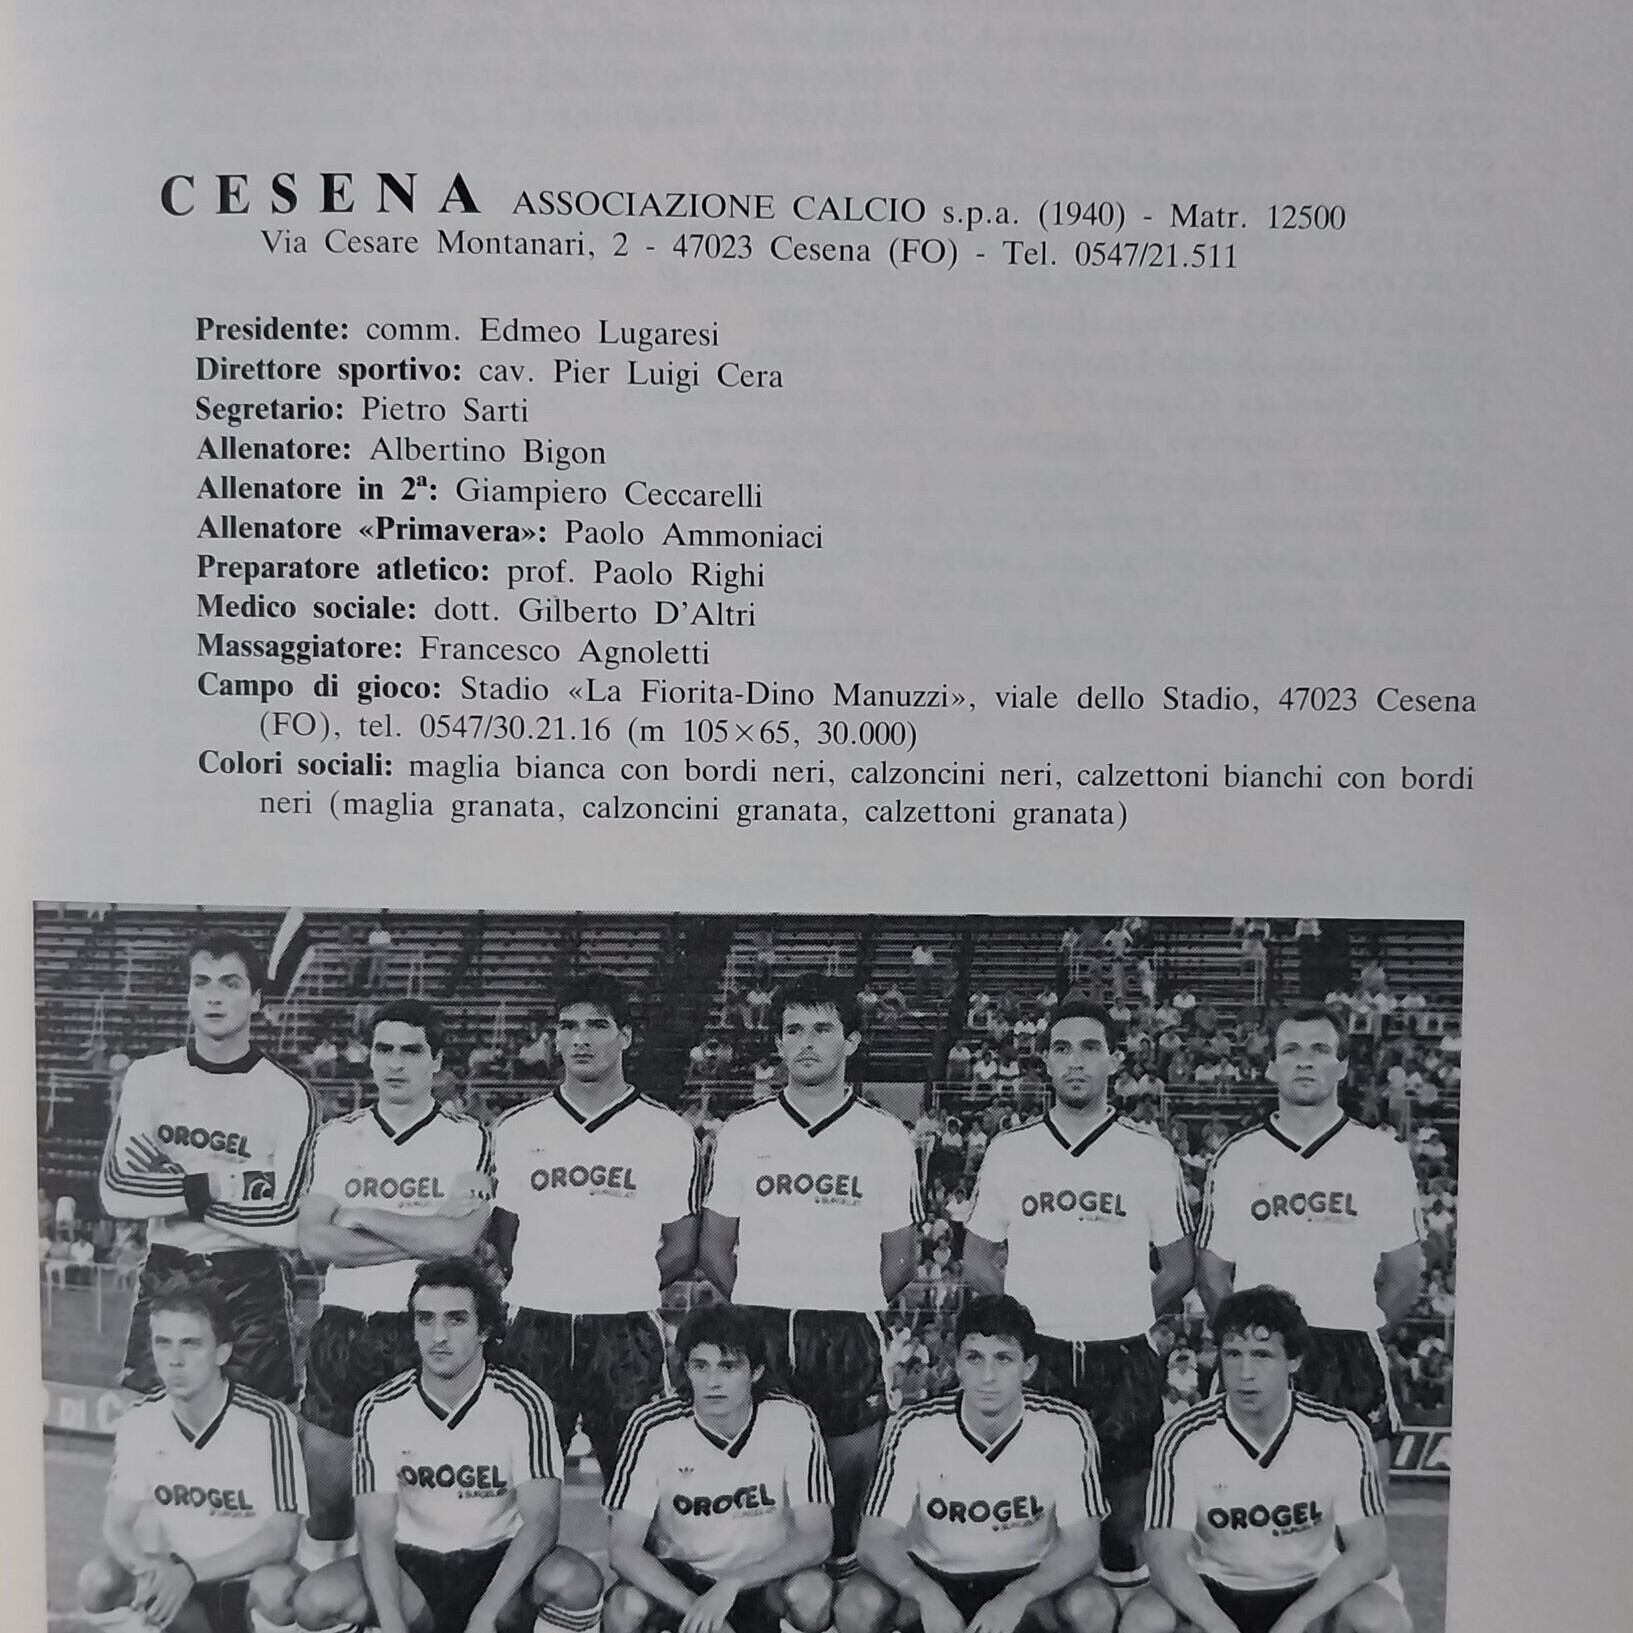 CESENA ASSOCIAZIONE CALCIO s.p.a. (1940) - Matr. 12500
Via Cesare Montanari, 2 - 47023 Cesena (FO) - Tel. 0547/21.511
Presidente: comm. Edmeo Lugaresi
Direttore sportivo: cav. Pier Luigi Cera
Segretario: Pietro Sarti
Allenatore: Albertino Bigon
Allenatore in 2ª: Giampiero Ceccarelli
Allenatore «Primavera»: Paolo Ammoniaci
Preparatore atletico: prof. Paolo Righi
Medico sociale: dott. Gilberto D'Altri
Massaggiatore: Francesco Agnoletti
Campo di gioco: Stadio «La Fiorita-Dino Manuzzi», viale dello Stadio, 47023 Cesena
(FO), tel. 0547/30.21.16 (m 105×65, 30.000)
Colori sociali: maglia bianca con bordi neri, calzoncini neri, calzettoni bianchi con bordi
neri (maglia granata, calzoncini granata, calzettoni granata)
OROGEL
OROGEL
OROGEL
OROGEL
OROGEL
OROGEL
DI C
OROGEL
OROGEL
OROGEL
OROGEL
OROGEL